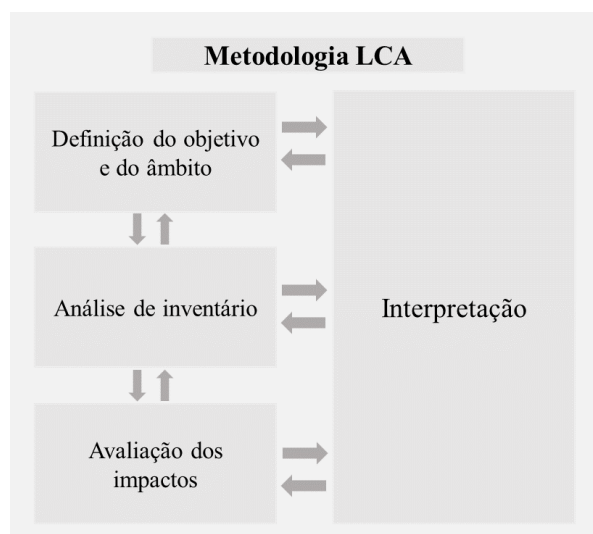 Metodologia LCA
Definição do objetivo
e do âmbito
Análise de inventário
Interpretação
Avaliação dos
impactos